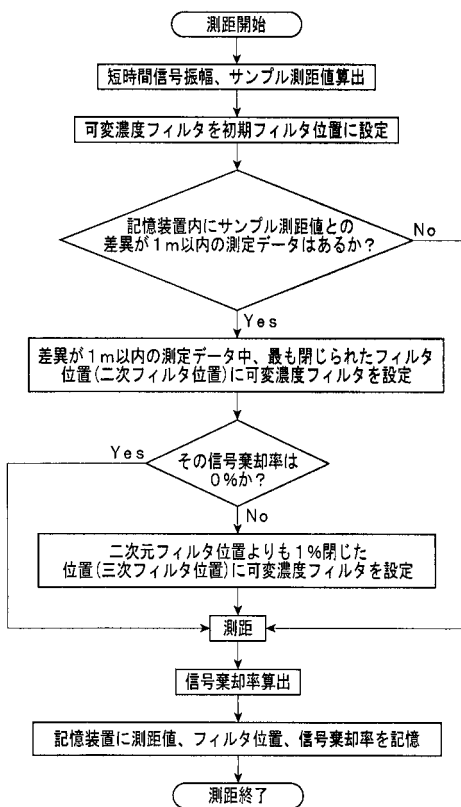 測距開始
短時間信号振幅、サンプル測距値算出
可変濃度フィルタを初期フィルタ位置に設定
記憶装置内にサンプル測距値との
差異が1m以内の測定データはあるか?
No
Yes
差異が1m以内の測定データ中、最も閉じられたフィルタ
位置(二次フィルタ位置)に可変濃度フィルタを設定
Yes
その信号棄却率は
0%か?
No
二次元フィルタ位置よりも1%閉じた
位置(三次フィルタ位置)に可変濃度フィルタを設定
測距
信号棄却率算出
記憶装置に測距値、フィルタ位置、信号棄却率を記憶
測距終了